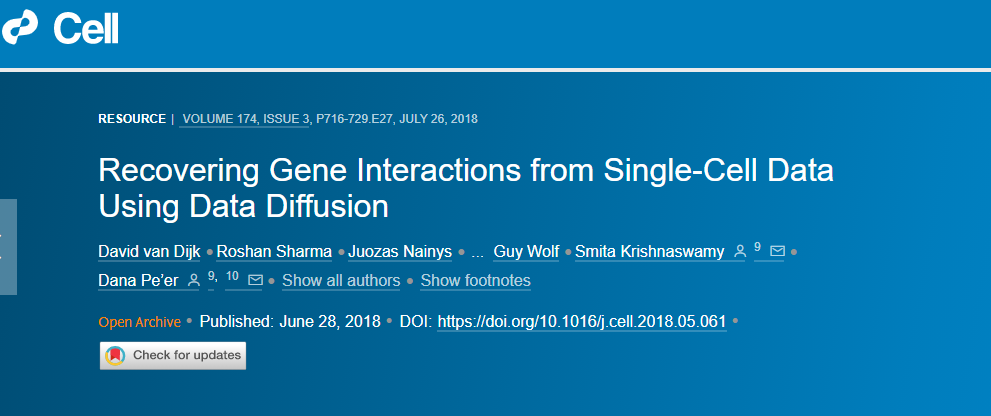 Cell
RESOURCE | VOLUME 174, ISSUE 3, P716-729.E27, JULY 26, 2018
Recovering Gene Interactions from Single-Cell Data
Using Data Diffusion
David van Dijk • Roshan Sharma • Juozas Nainys • ... Guy Wolf • Smita Krishnaswamy 9 •
Dana Pe’er 9, 10 • Show all authors • Show footnotes
Open Archive • Published: June 28, 2018 • DOI: https://doi.org/10.1016/j.cell.2018.05.061 •
Check for updates